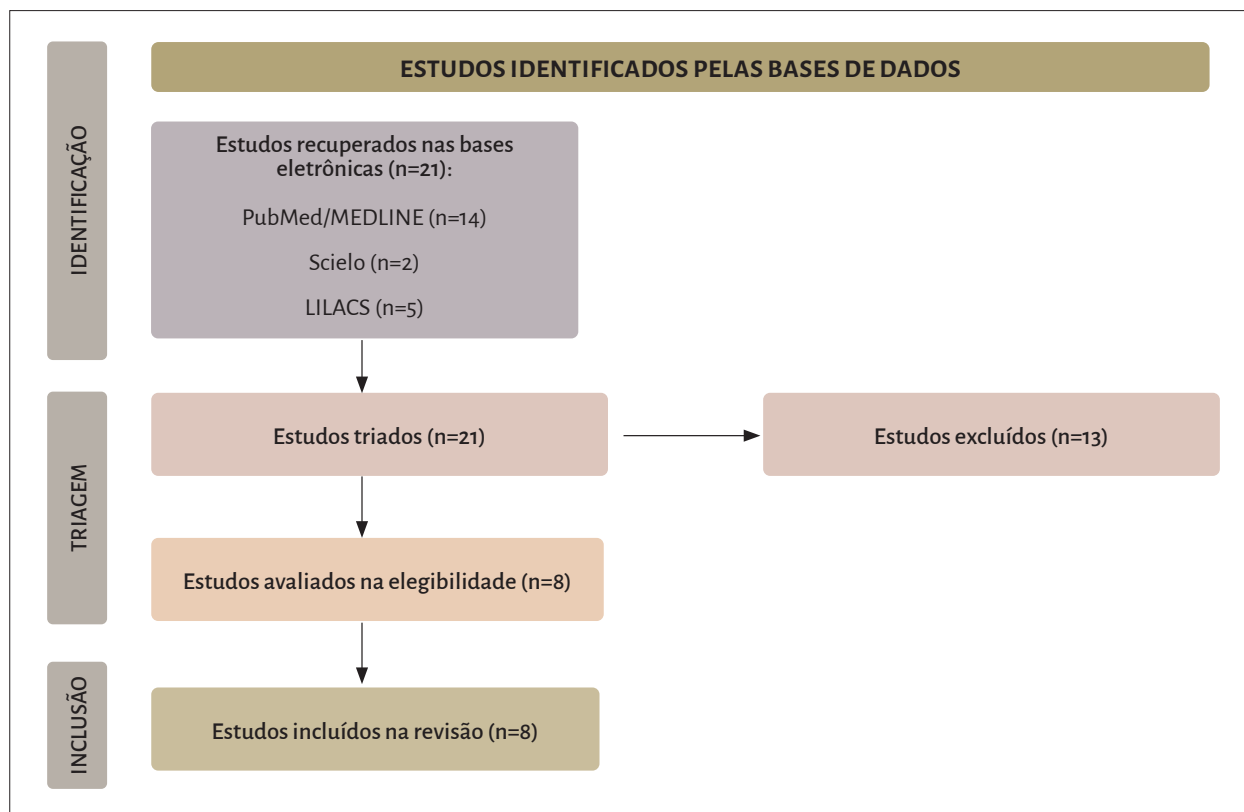 ESTUDOS IDENTIFICADOS PELAS BASES DE DADOS
IDENTIFICAÇÃO
Estudos recuperados nas bases
eletrônicas (n=21):
PubMed/MEDLINE (n=14)
Scielo (n=2)
LILACS (n=5)
TRIAGEM
Estudos triados (n=21)
Estudos excluídos (n=13)
Estudos avaliados na elegibilidade (n=8)
INCLUSÃO
Estudos incluídos na revisão (n=8)